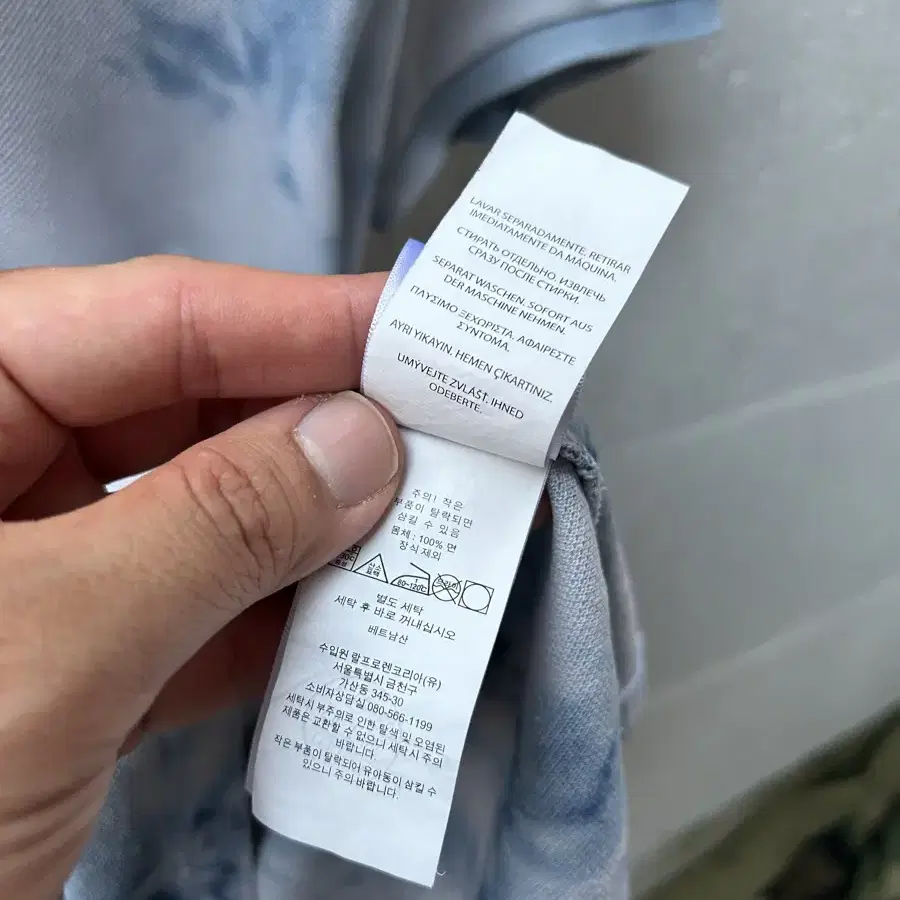 LAVAR SEPARADAMENTE. RETIRAR
IMEDIATAMENTE DA MÁQUINA.
СТИРАТЬ ОТДЕЛЬНО. ИЗВЛЕЧЬ
СРАЗУ ПОСЛЕ СТИРКИ.
SEPARAT WASCHEN. SOFORT AUS
DER MASCHINE NEHMEN.
ΠΛΥΣΙΜΟ ΞΕΧΩΡΙΣΤΑ. ΑΦΑΙΡΕΣΤΕ
ΣΥΝΤΟΜΑ.
AYRI YIKAYIN. HEMEN ÇIKARTINIZ.
UMÝVEJTE ZVLÁŠŤ. IHNED
ODEBERTE.
주의! 작은
부품이 탈락되면
삼킬 수 있음
몸체 : 100% 면
장식 제외
산소
표백
80-120℃
별도 세탁
세탁 후 바로 꺼내십시오
베트남산
수입원 랄프로렌코리아(유)
서울특별시 금천구
가산동 345-30
소비자상담실 080-566-1199
세탁시 부주의로 인한 탈색 및 오염된
제품은 교환할 수 없으니 세탁시 주의
바랍니다.
작은 부품이 탈락되어 유아동이 삼킬 수
있으니 주의 바랍니다.